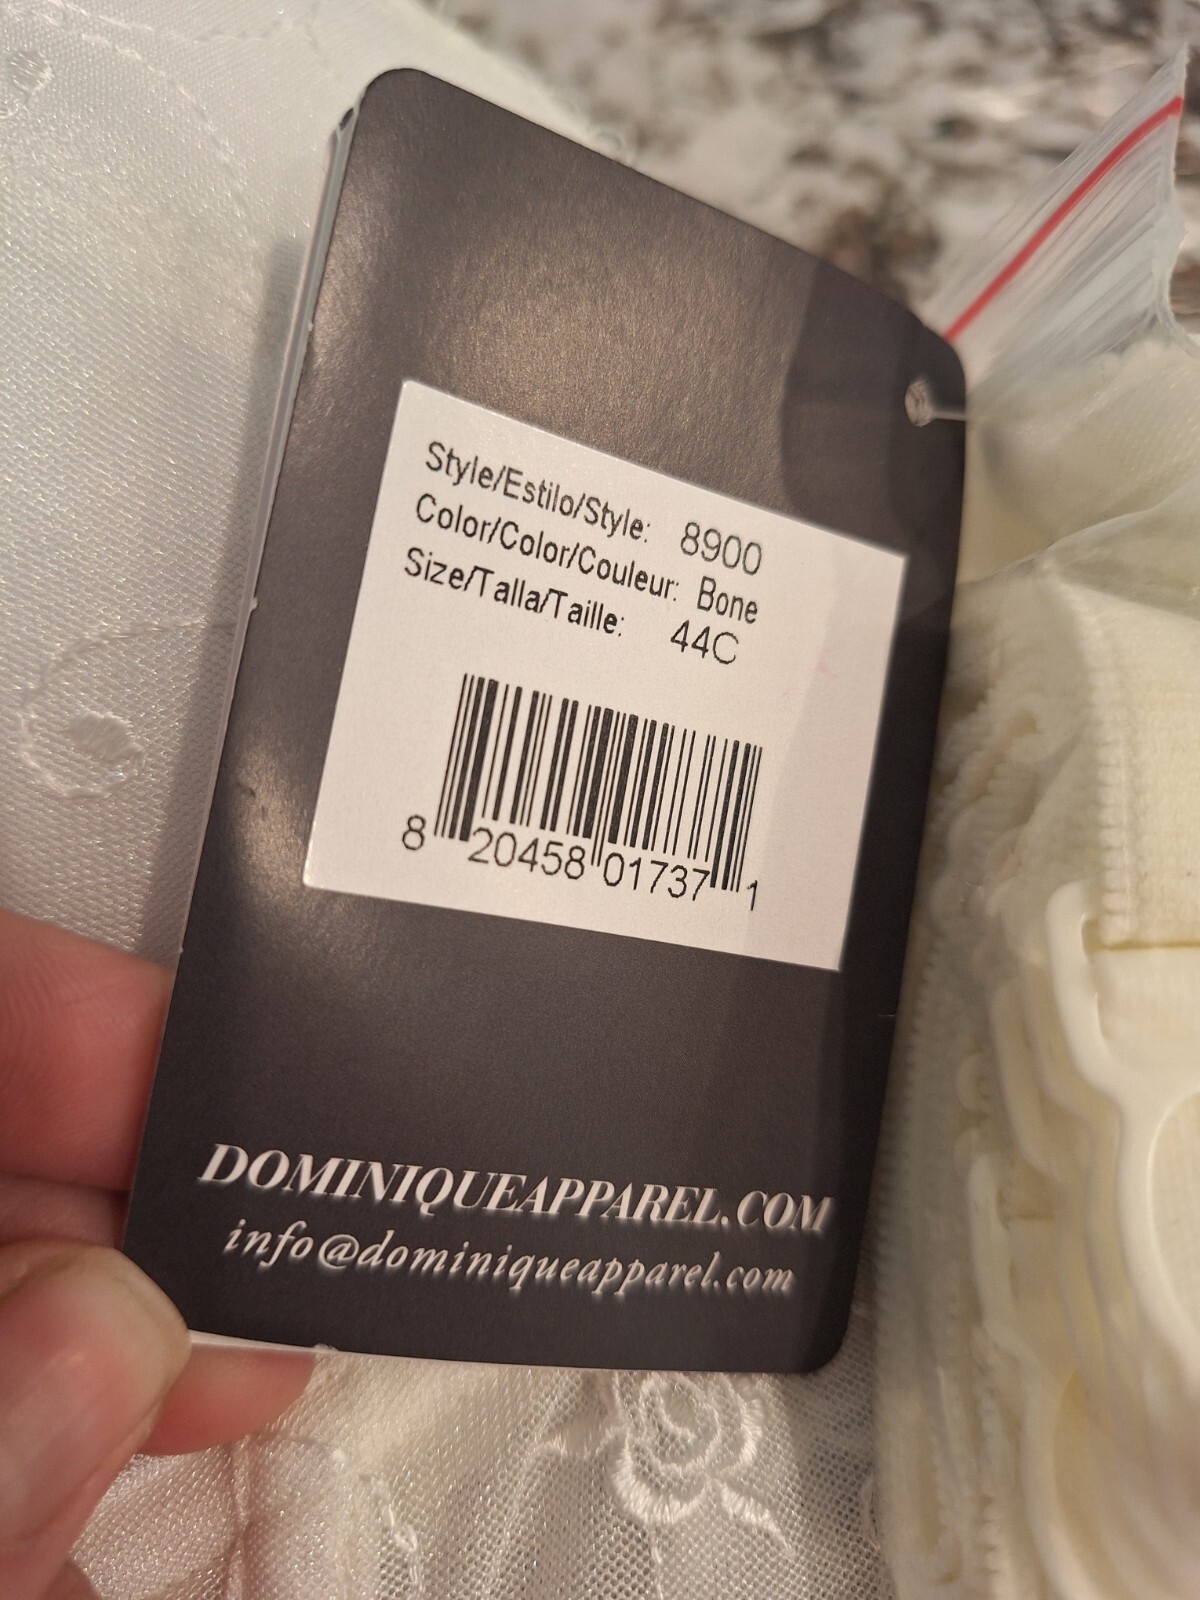 Style/Estilo/Style: 8900
Color/Color/Couleur: Bone
Size/Talla/Taille: 44C
8 20458 01737 1
DOMINIQUEAPPAREL.COM
info@dominiqueapparel.com